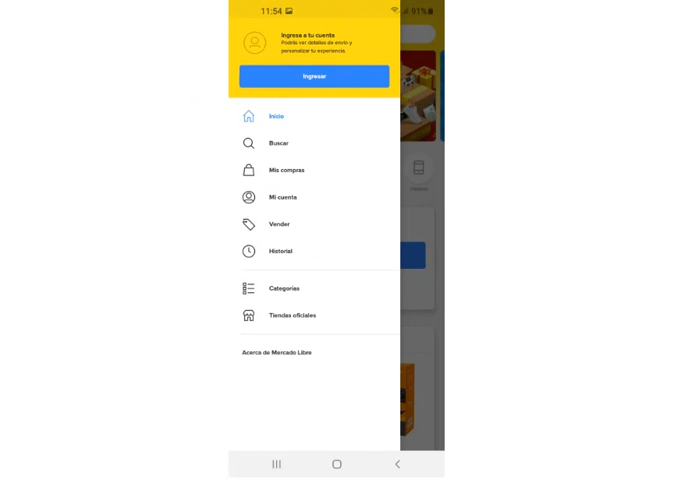 11:54
91%
Ingresa a tu cuenta
Podrás ver detalles de envío y
personalizar tu experiencia.
Ingresar
Inicio
Buscar
Mis compras
Mi cuenta
Vender
Historial
Categorías
Tiendas oficiales
Acerca de Mercado Libre